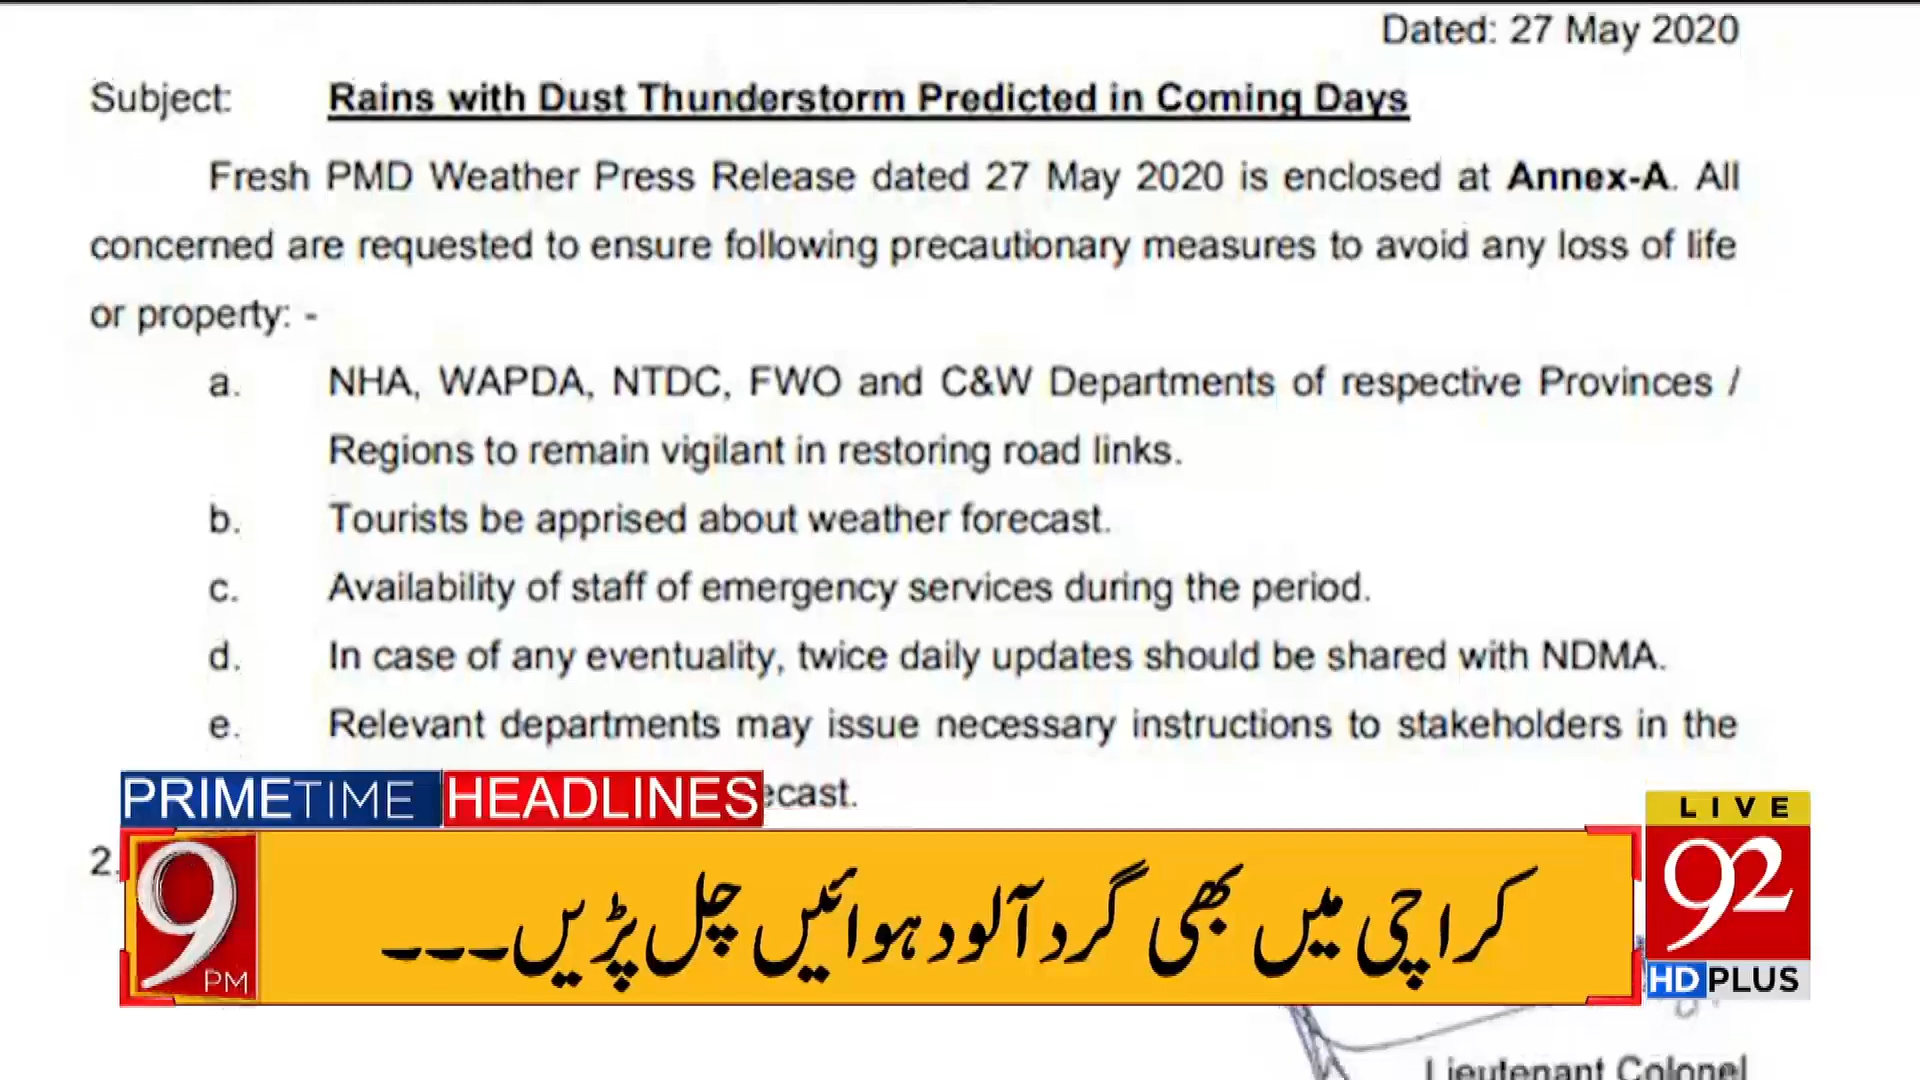 Dated: 27 May 2020
Subject: Rains with Dust Thunderstorm Predicted in Coming Days
Fresh PMD Weather Press Release dated 27 May 2020 is enclosed at Annex-A. All
concerned are requested to ensure following precautionary measures to avoid any loss of life
or property: -
a. NHA, WAPDA, NTDC, FWO and C&W Departments of respective Provinces /
Regions to remain vigilant in restoring road links.
b. Tourists be apprised about weather forecast.
c. Availability of staff of emergency services during the period.
d. In case of any eventuality, twice daily updates should be shared with NDMA.
e. Relevant departments may issue necessary instructions to stakeholders in the
ecast.
2.
PRIMETIME HEADLINES
9 PM
کراچی میں بھی گرد آلود ہوائیں چل پڑیں۔۔۔
LIVE
92
HD PLUS
Lieutenant Colonel